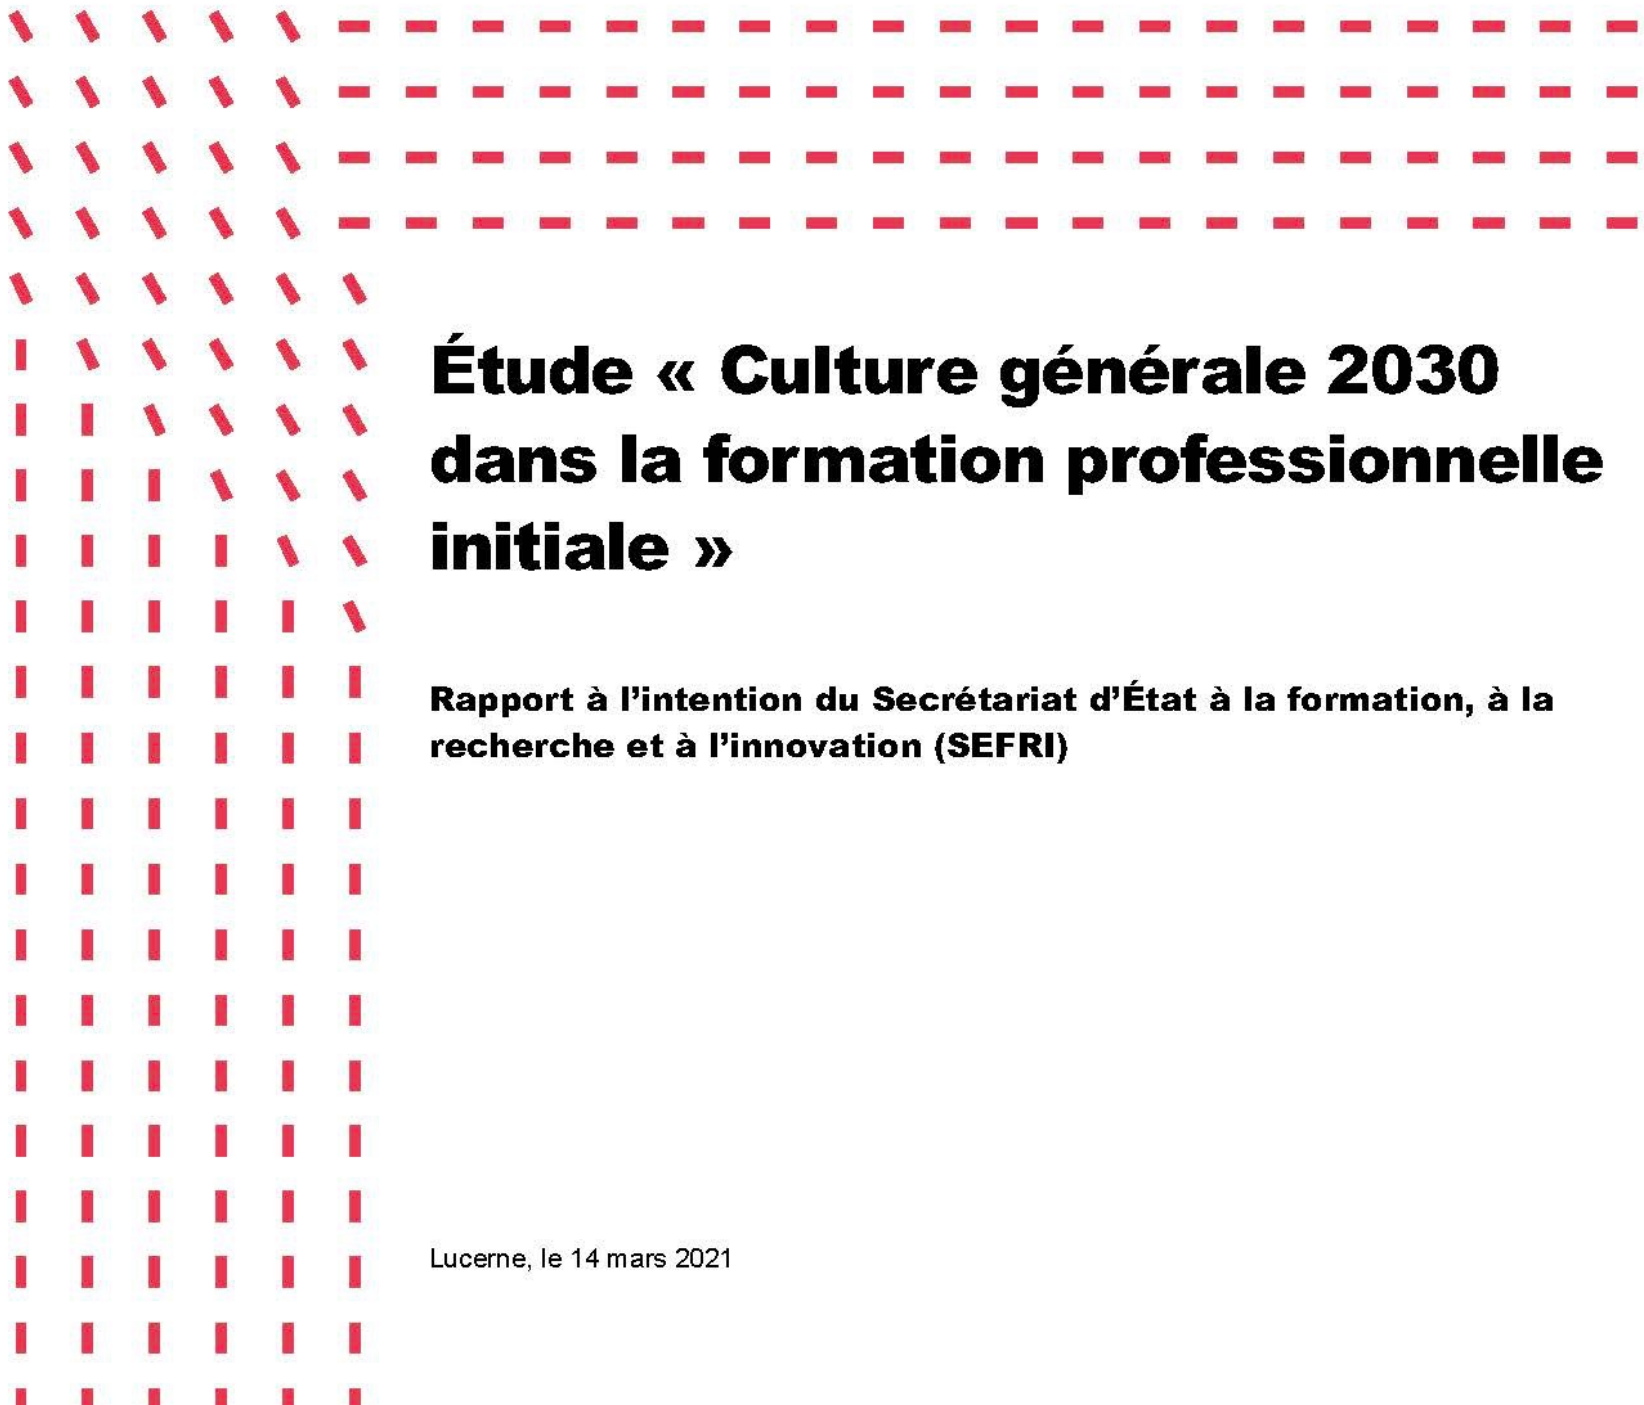 Étude « Culture générale 2030
dans la formation professionnelle
initiale »
Rapport à l’intention du Secrétariat d’État à la formation, à la
recherche et à l’innovation (SEFRI)
Lucerne, le 14 mars 2021